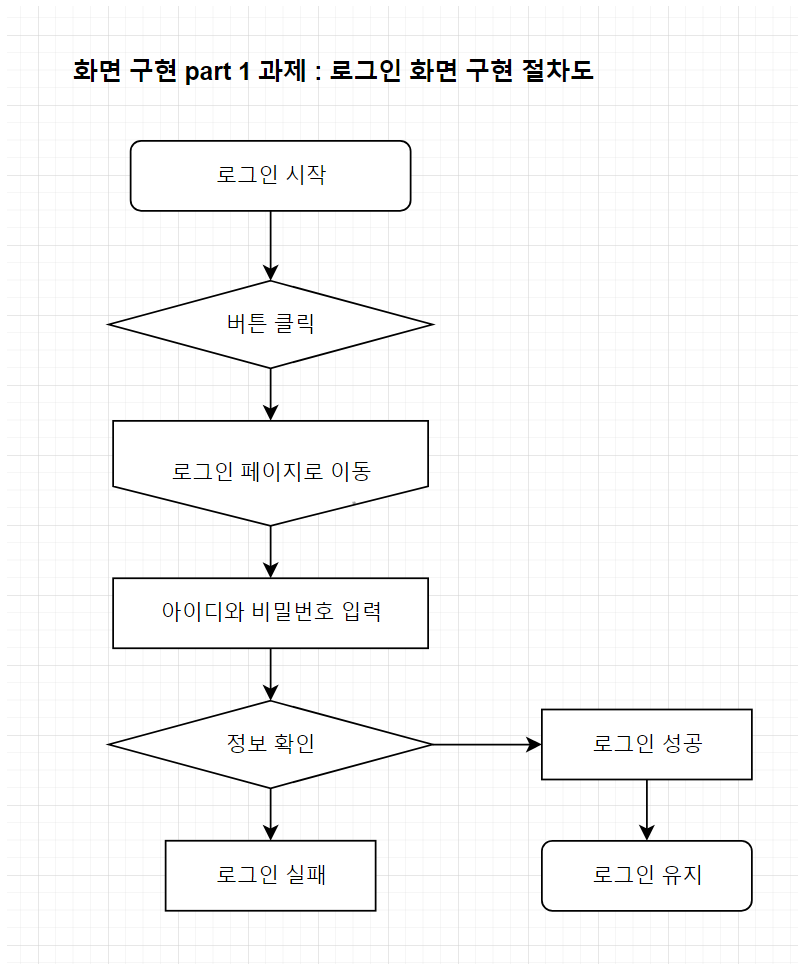 화면 구현 part 1 과제 : 로그인 화면 구현 절차도
로그인 시작
버튼 클릭
로그인 페이지로 이동
아이디와 비밀번호 입력
정보 확인
로그인 성공
로그인 실패
로그인 유지